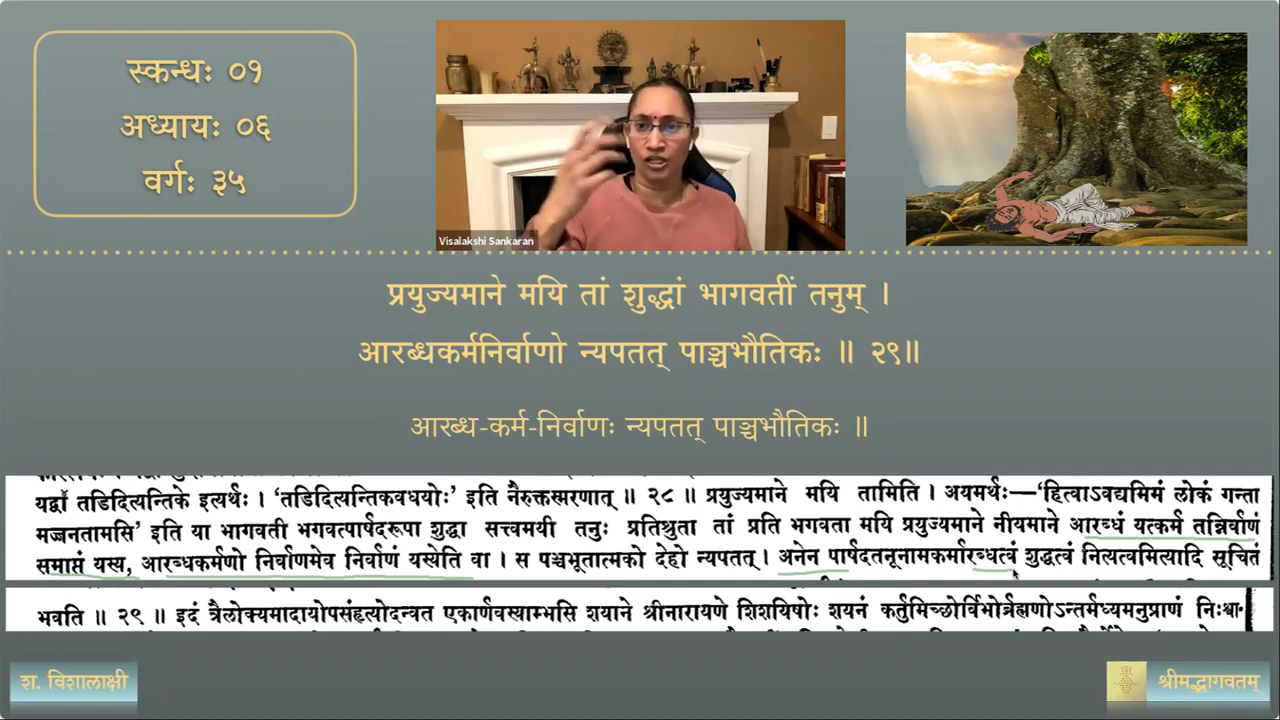 स्कन्धः ०१
अध्यायः ०६
वर्गः ३५
Visalakshi Sankaran
प्रयुज्यमाने मयि तां शुद्धां भागवतीं तनुम् ।
आरब्धकर्मनिर्वाणो न्यपतत् पाञ्चभौतिकः ॥ २९॥
आरब्ध-कर्म-निर्वाणः न्यपतत् पाञ्चभौतिकः ॥
यद्वा तडिदित्यन्तिके इत्यर्थः । ‘तडिदित्यन्तिकवधयोः’ इति नैरुक्तस्मरणात् ॥ २८ ॥ प्रयुज्यमाने मयि तामिति । अयमर्थः—‘हित्वाऽवद्यमिमं लोकं गन्ता
मज्जनतामसि’ इति या भागवती भगवत्पार्षदरूपा शुद्धा सत्त्वमयी तनुः प्रतिश्रुता तां प्रति भगवता मयि प्रयुज्यमाने नीयमाने आरब्धं यत्कर्म तन्निर्वाणं
समाप्तं यस्य, आरब्धकर्मणो निर्वाणमेव निर्वाणं यस्येति वा । स पञ्चभूतात्मको देहो न्यपतत् । अनेन पार्षदतनूनामकर्मारब्धत्वं शुद्धत्वं नित्यत्वमित्यादि सूचितं
भवति ॥ २९ ॥ इदं त्रैलोक्यमादायोपसंहृत्योदन्वत एकार्णवस्याम्भसि शयाने श्रीनारायणे शिशयिषोः शयनं कर्तुमिच्छोर्विभोर्ब्रह्मणोऽन्तर्मध्यमनुप्राणं निःश्वा-
श. विशालाक्षी
श्रीमद्भागवतम्